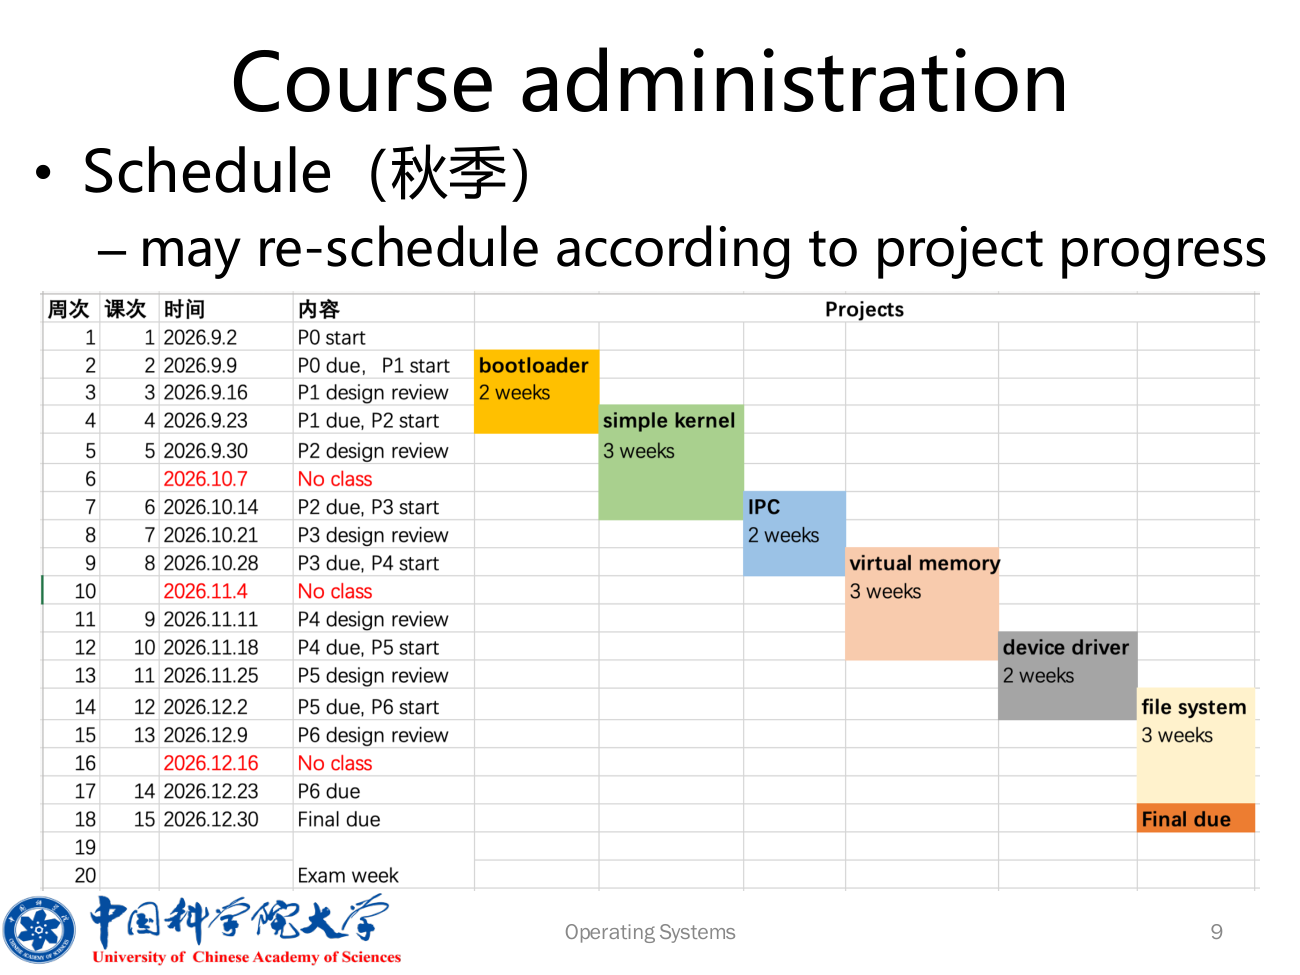 Course administration
• Schedule（秋季）
– may re-schedule according to project progress
周次 课次 时间 内容 Projects
1 1 2026.9.2 P0 start
2 2 2026.9.9 P0 due， P1 start bootloader
3 3 2026.9.16 P1 design review 2 weeks
4 4 2026.9.23 P1 due, P2 start simple kernel
5 5 2026.9.30 P2 design review 3 weeks
6 2026.10.7 No class
7 6 2026.10.14 P2 due, P3 start IPC
8 7 2026.10.21 P3 design review 2 weeks
9 8 2026.10.28 P3 due, P4 start virtual memory
10 2026.11.4 No class 3 weeks
11 9 2026.11.11 P4 design review
12 10 2026.11.18 P4 due, P5 start device driver
13 11 2026.11.25 P5 design review 2 weeks
14 12 2026.12.2 P5 due, P6 start file system
15 13 2026.12.9 P6 design review 3 weeks
16 2026.12.16 No class
17 14 2026.12.23 P6 due
18 15 2026.12.30 Final due Final due
19
20 Exam week
中国科学院大学
University of Chinese Academy of Sciences
Operating Systems
9